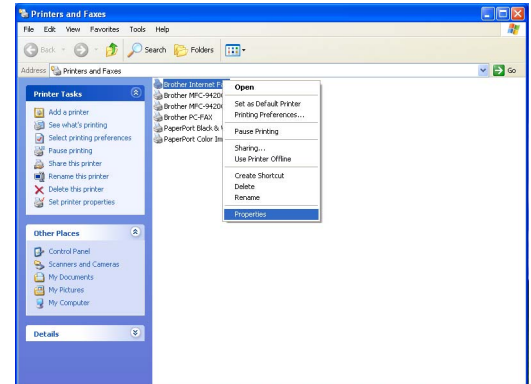 Printers and Faxes
File Edit View Favorites Tools Help
Back Search Folders
Address Printers and Faxes Go
Printer Tasks
Add a printer
See what's printing
Select printing preferences
Pause printing
Share this printer
Rename this printer
Delete this printer
Set printer properties
Other Places
Control Panel
Scanners and Cameras
My Documents
My Pictures
My Computer
Details
Brother Internet Fa
Brother MFC-9420
Brother MFC-9420
Brother PC-FAX
PaperPort Black &
PaperPort Color Im
Open
Set as Default Printer
Printing Preferences...
Pause Printing
Sharing...
Use Printer Offline
Create Shortcut
Delete
Rename
Properties